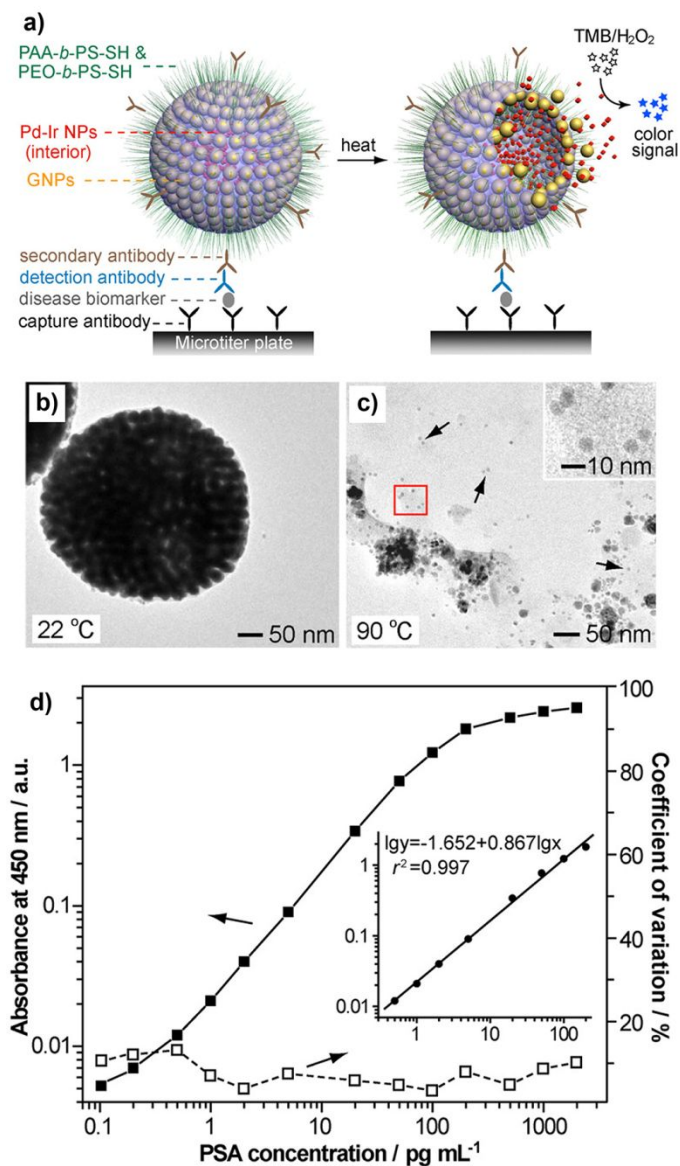 a)
PAA-b-PS-SH &
PEO-b-PS-SH
Pd-Ir NPs
(interior)
GNPs
secondary antibody
detection antibody
disease biomarker
capture antibody
Microtiter plate
heat
TMB/H₂O₂
color
signal
b)
22 °C
50 nm
c)
10 nm
90 °C
50 nm
d)
Absorbance at 450 nm / a.u.
1
0.1
0.01
Coefficient of variation / %
100
80
60
40
20
lgy=-1.652+0.867lgx
r²=0.997
1
0.1
0.01
1
10
100
0.1
1
10
100
1000
PSA concentration / pg mL⁻¹